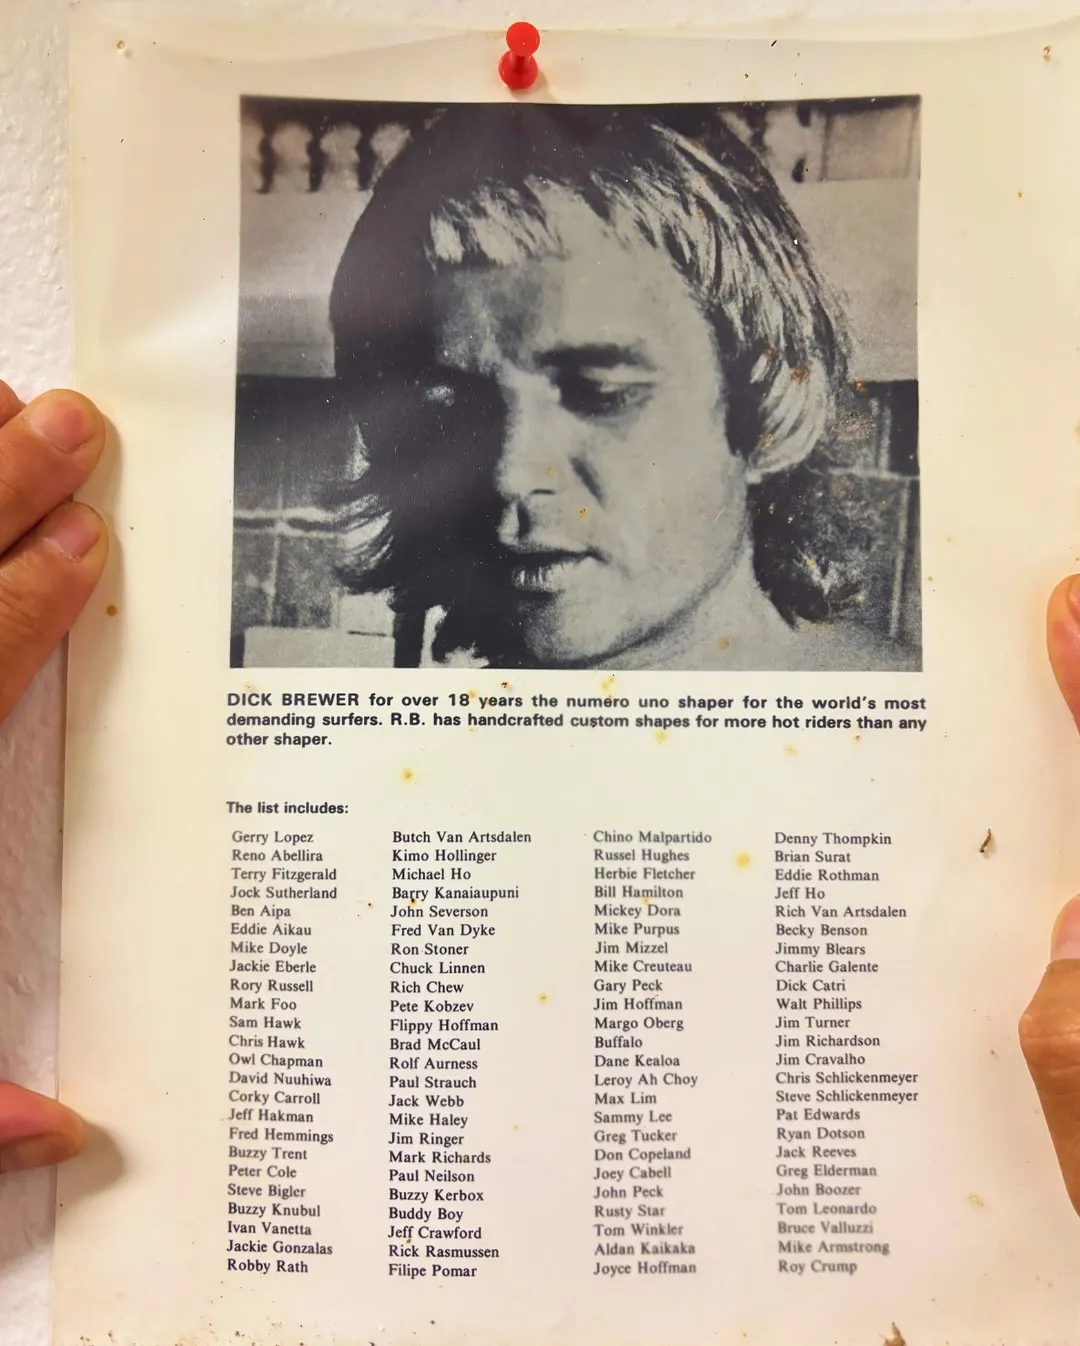 DICK BREWER for over 18 years the numero uno shaper for the world's most
demanding surfers. R.B. has handcrafted custom shapes for more hot riders than any
other shaper.
The list includes:
Gerry Lopez
Reno Abellira
Terry Fitzgerald
Jock Sutherland
Ben Aipa
Eddie Aikau
Mike Doyle
Jackie Eberle
Rory Russell
Mark Foo
Sam Hawk
Chris Hawk
Owl Chapman
David Nuuhiwa
Corky Carroll
Jeff Hakman
Fred Hemmings
Buzzy Trent
Peter Cole
Steve Bigler
Buzzy Knubul
Ivan Vanetta
Jackie Gonzalas
Robby Rath
Butch Van Artsdalen
Kimo Hollinger
Michael Ho
Barry Kanaiaupuni
John Severson
Fred Van Dyke
Ron Stoner
Chuck Linnen
Rich Chew
Pete Kobzev
Flippy Hoffman
Brad McCaul
Rolf Aurness
Paul Strauch
Jack Webb
Mike Haley
Jim Ringer
Mark Richards
Paul Neilson
Buzzy Kerbox
Buddy Boy
Jeff Crawford
Rick Rasmussen
Filipe Pomar
Chino Malpartido
Russel Hughes
Herbie Fletcher
Bill Hamilton
Mickey Dora
Mike Purpus
Jim Mizzel
Mike Creuteau
Gary Peck
Jim Hoffman
Margo Oberg
Buffalo
Dane Kealoa
Leroy Ah Choy
Max Lim
Sammy Lee
Greg Tucker
Don Copeland
Joey Cabell
John Peck
Rusty Star
Tom Winkler
Aldan Kaikaka
Joyce Hoffman
Denny Thompkin
Brian Surat
Eddie Rothman
Jeff Ho
Rich Van Artsdalen
Becky Benson
Jimmy Blears
Charlie Galente
Dick Catri
Walt Phillips
Jim Turner
Jim Richardson
Jim Cravalho
Chris Schlickenmeyer
Steve Schlickenmeyer
Pat Edwards
Ryan Dotson
Jack Reeves
Greg Elderman
John Boozer
Tom Leonardo
Bruce Valluzzi
Mike Armstrong
Roy Crump